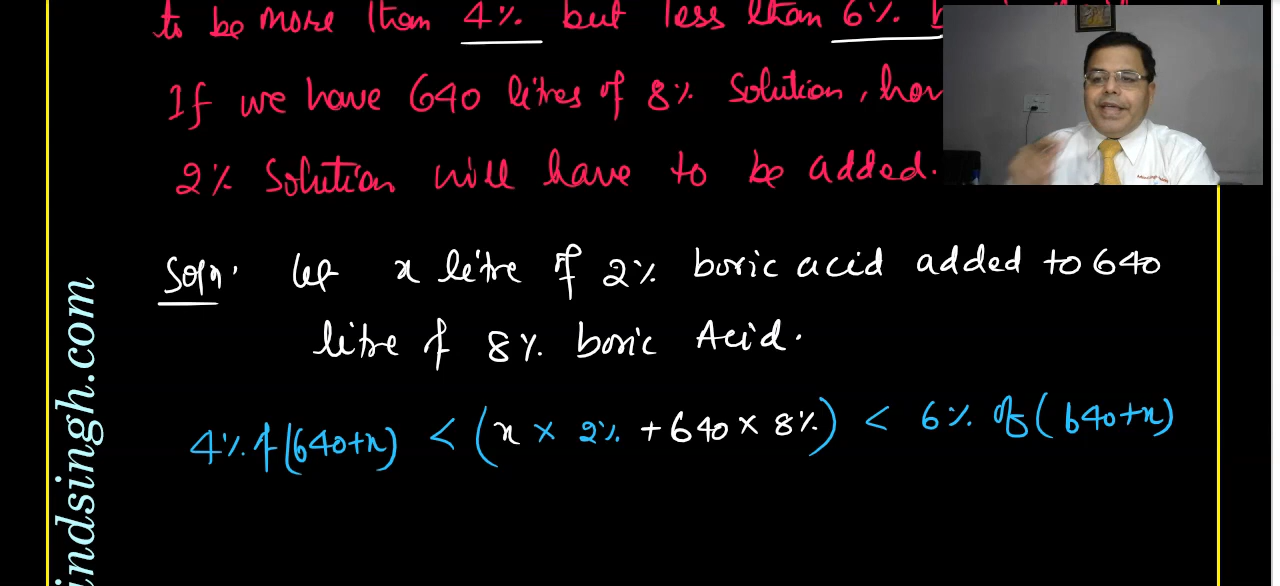 to be more than 4% but less than 6%
If we have 640 litres of 8% Solution, how
2% Solution will have to be added.
Soln. Let x litre of 2% boric acid added to 640
litre of 8% boric Acid.
4% of (640+x) < (x × 2% + 640 × 8%) < 6% of (640+x)
indsingh.com